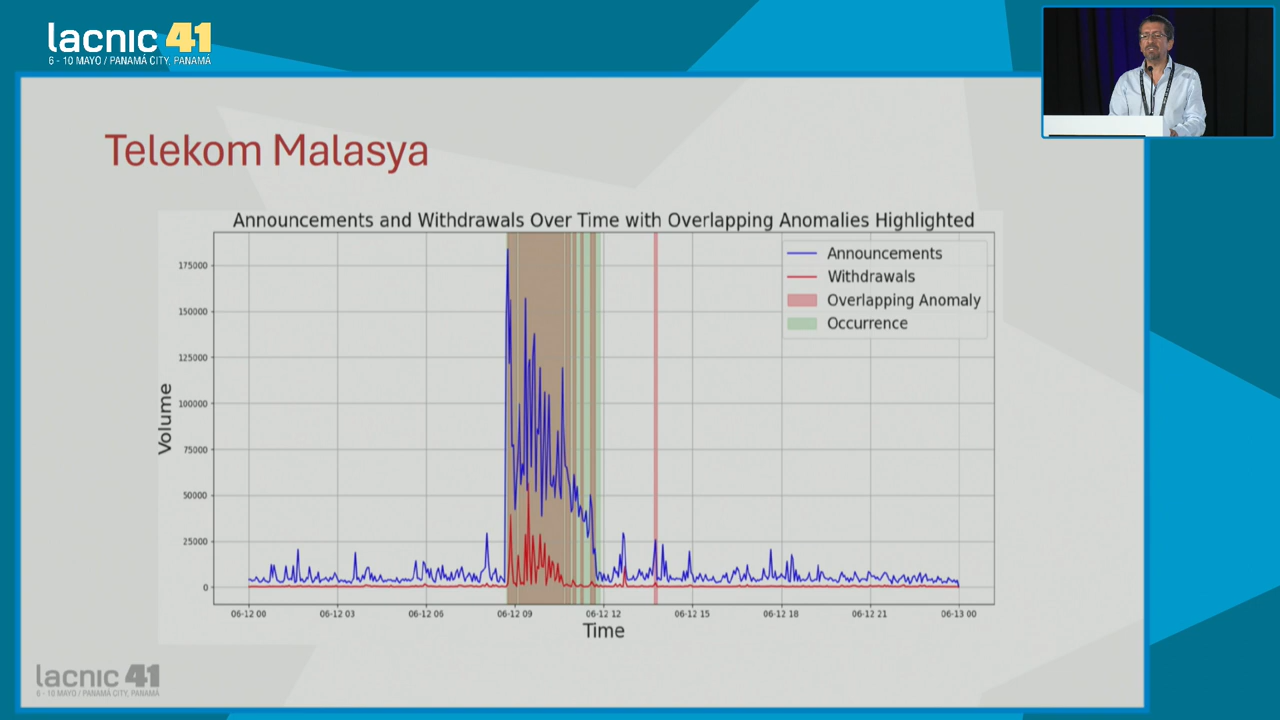 lacnic 41
6 - 10 MAYO / PANAMÁ CITY, PANAMÁ
Telekom Malasya
Announcements and Withdrawals Over Time with Overlapping Anomalies Highlighted
Announcements
Withdrawals
Overlapping Anomaly
Occurrence
Volume
175000
150000
125000
100000
75000
50000
25000
0
06-12 00
06-12 03
06-12 06
06-12 09
06-12 12
06-12 15
06-12 18
06-12 21
06-13 00
Time
lacnic 41
6 - 10 MAYO / PANAMÁ CITY, PANAMÁ